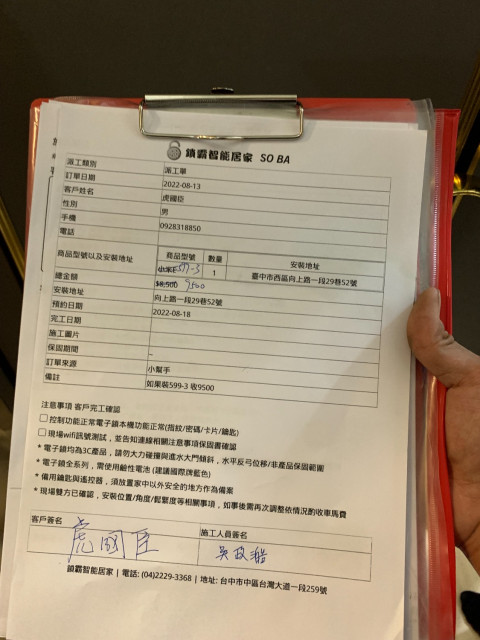 鎖霸智能居家 SO BA
派工類別 派工單
訂單日期 2022-08-13
客戶姓名 虎國臣
性別 男
手機 0928318850
電話
商品型號以及安裝地址 商品型號 數量 安裝地址
小米F 599-3 1 臺中市西區向上路一段29巷52號
總金額 $8,500 9500
安裝地址 向上路一段29巷52號
預約日期 2022-08-18
完工日期
施工圖片
保固期間 –
訂單來源 小幫手
備註 如果裝599-3 收9500
注意事項 客戶完工確認
控制功能正常電子鎖本機功能正常(指紋/密碼/卡片/鑰匙)
現場wifi訊號測試，並告知連線相關注意事項保固書確認
* 電子鎖均為3C產品，請勿大力碰撞與進水大門傾斜，水平反弓位移/非產品保固範圍
* 電子鎖全系列，需使用鹼性電池 (建議國際牌藍色)
* 備用鑰匙與遙控器，須放置家中以外安全的地方作為備案
* 現場雙方已確認，安裝位置/角度/鬆緊度等相關事項，如事後需再次調整依情況酌收車馬費
客戶簽名 施工人員簽名
虎國臣 吳政
鎖霸智能居家 | 電話: (04)2229-3368 | 地址: 台中市中區台灣大道一段259號